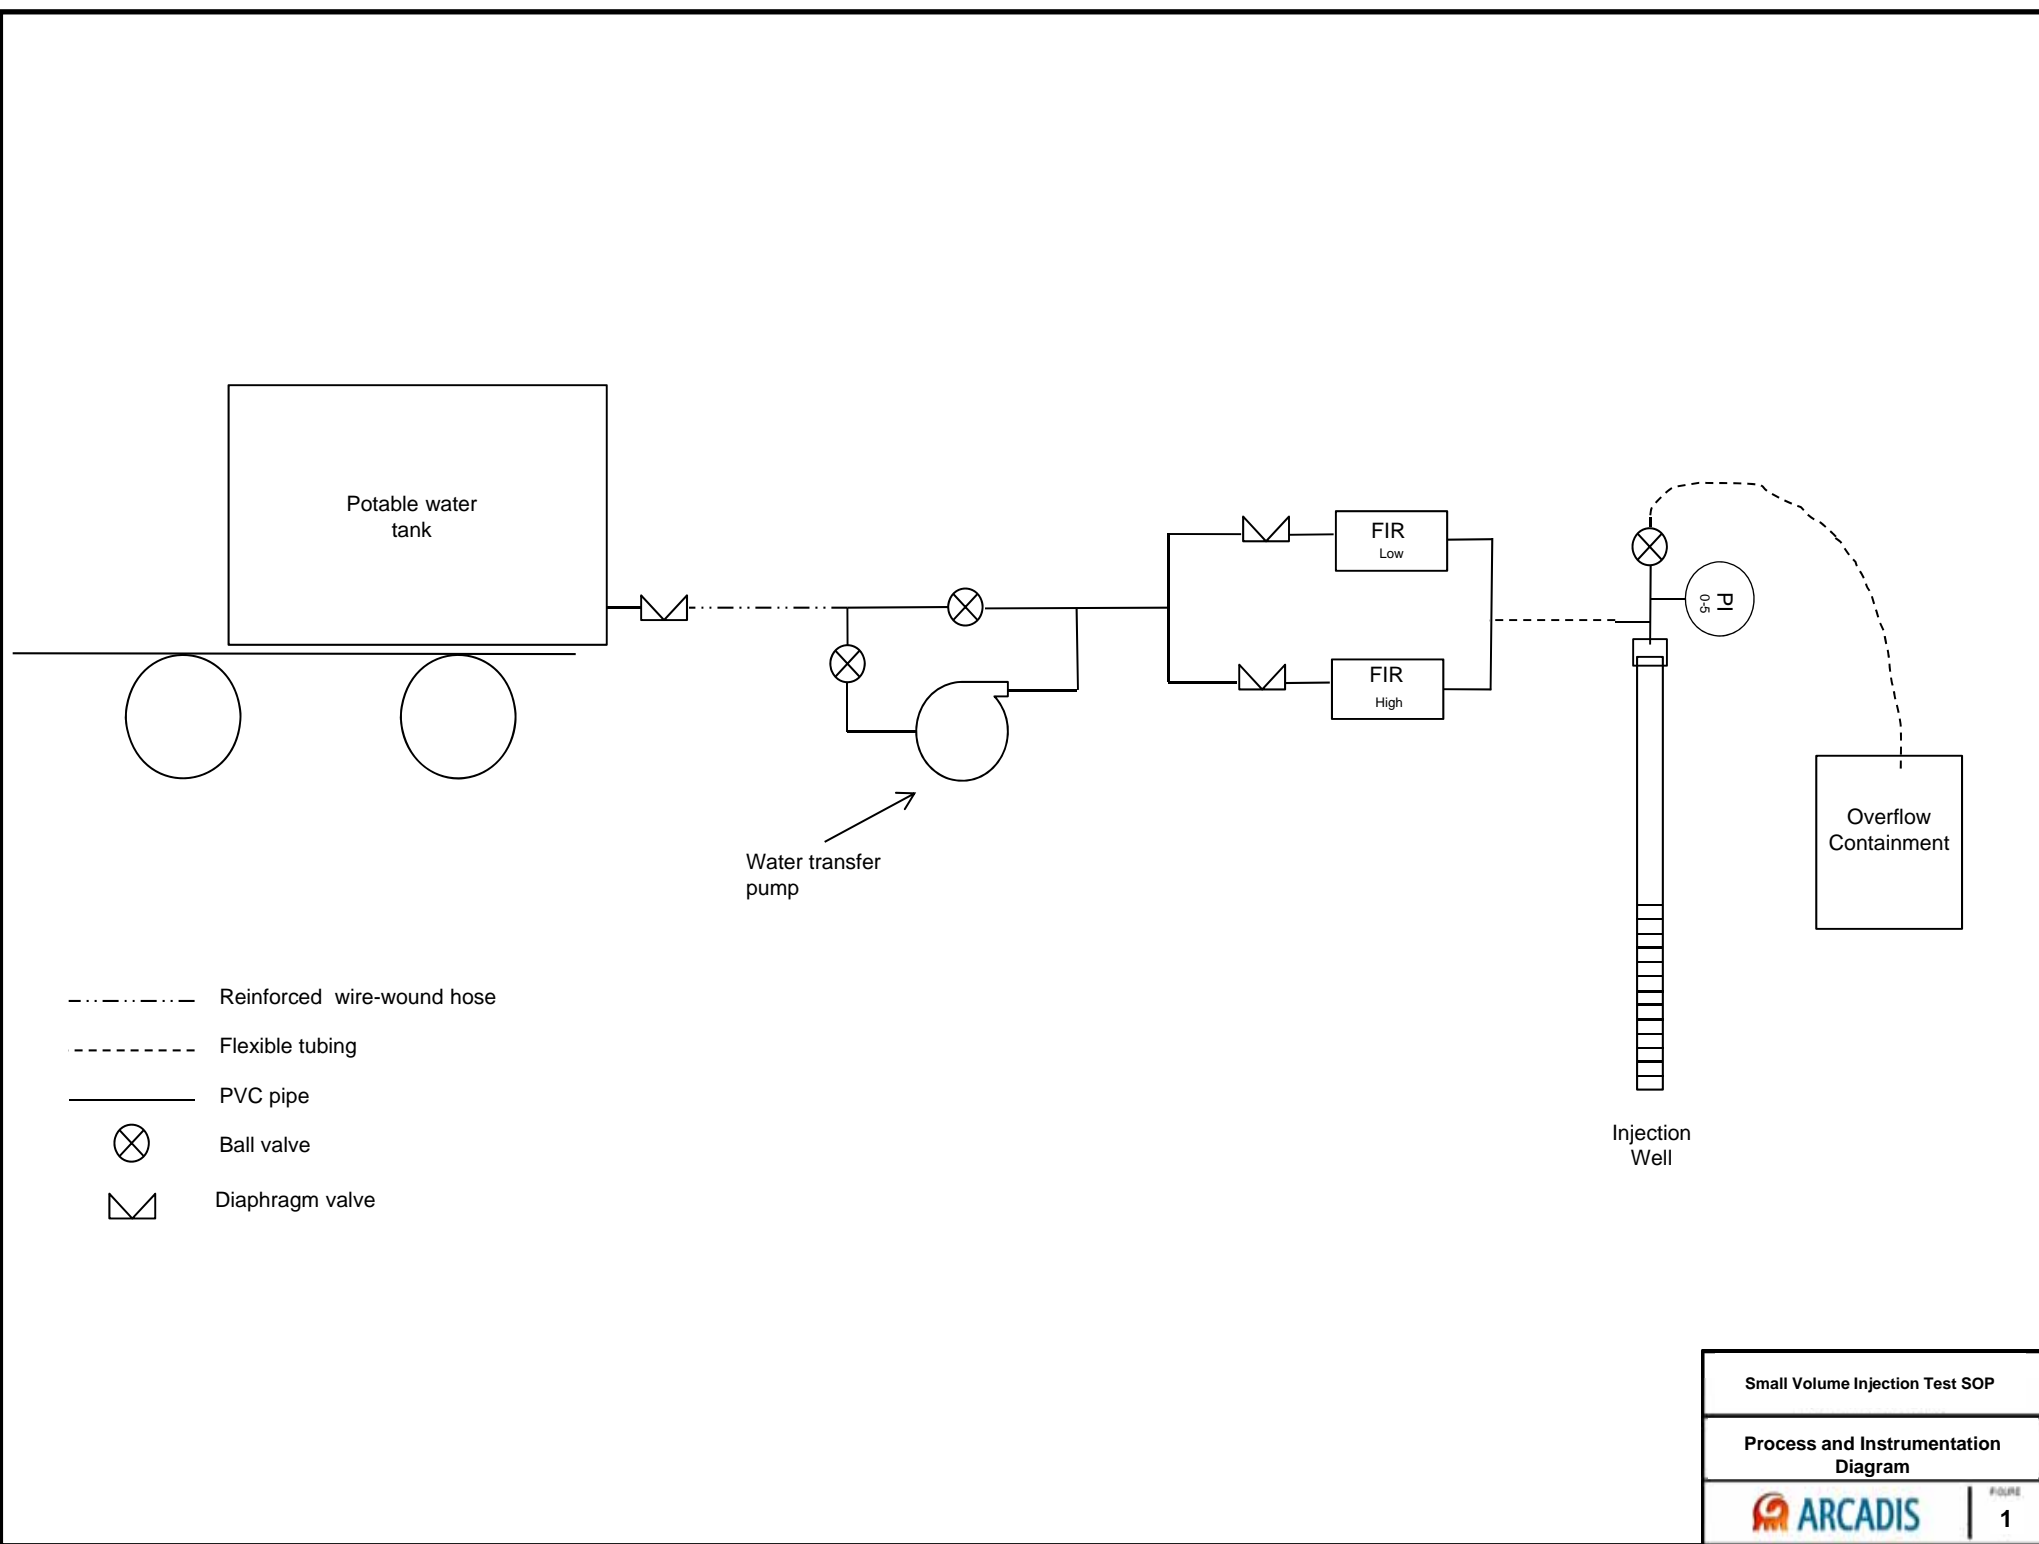 Potable water
tank
FIR
Low
FIR
High
PI
0-5
Water transfer
pump
Overflow
Containment
Injection
Well
Reinforced wire-wound hose
Flexible tubing
PVC pipe
Ball valve
Diaphragm valve
Small Volume Injection Test SOP
Process and Instrumentation
Diagram
ARCADIS
FIGURE
1